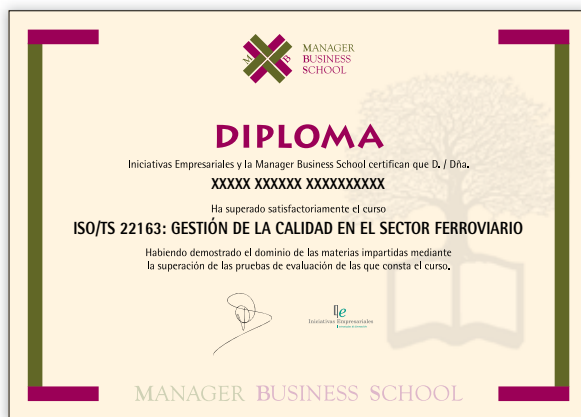 M B
MANAGER
BUSINESS
SCHOOL
DIPLOMA
Iniciativas Empresariales y la Manager Business School certifican que D. / Dña.
XXXXX XXXXXX XXXXXXXXXX
Ha superado satisfactoriamente el curso
ISO/TS 22163: GESTIÓN DE LA CALIDAD EN EL SECTOR FERROVIARIO
Habiendo demostrado el dominio de las materias impartidas mediante
la superación de las pruebas de evaluación de las que consta el curso.
Ie
Iniciativas Empresariales
MANAGER BUSINESS SCHOOL